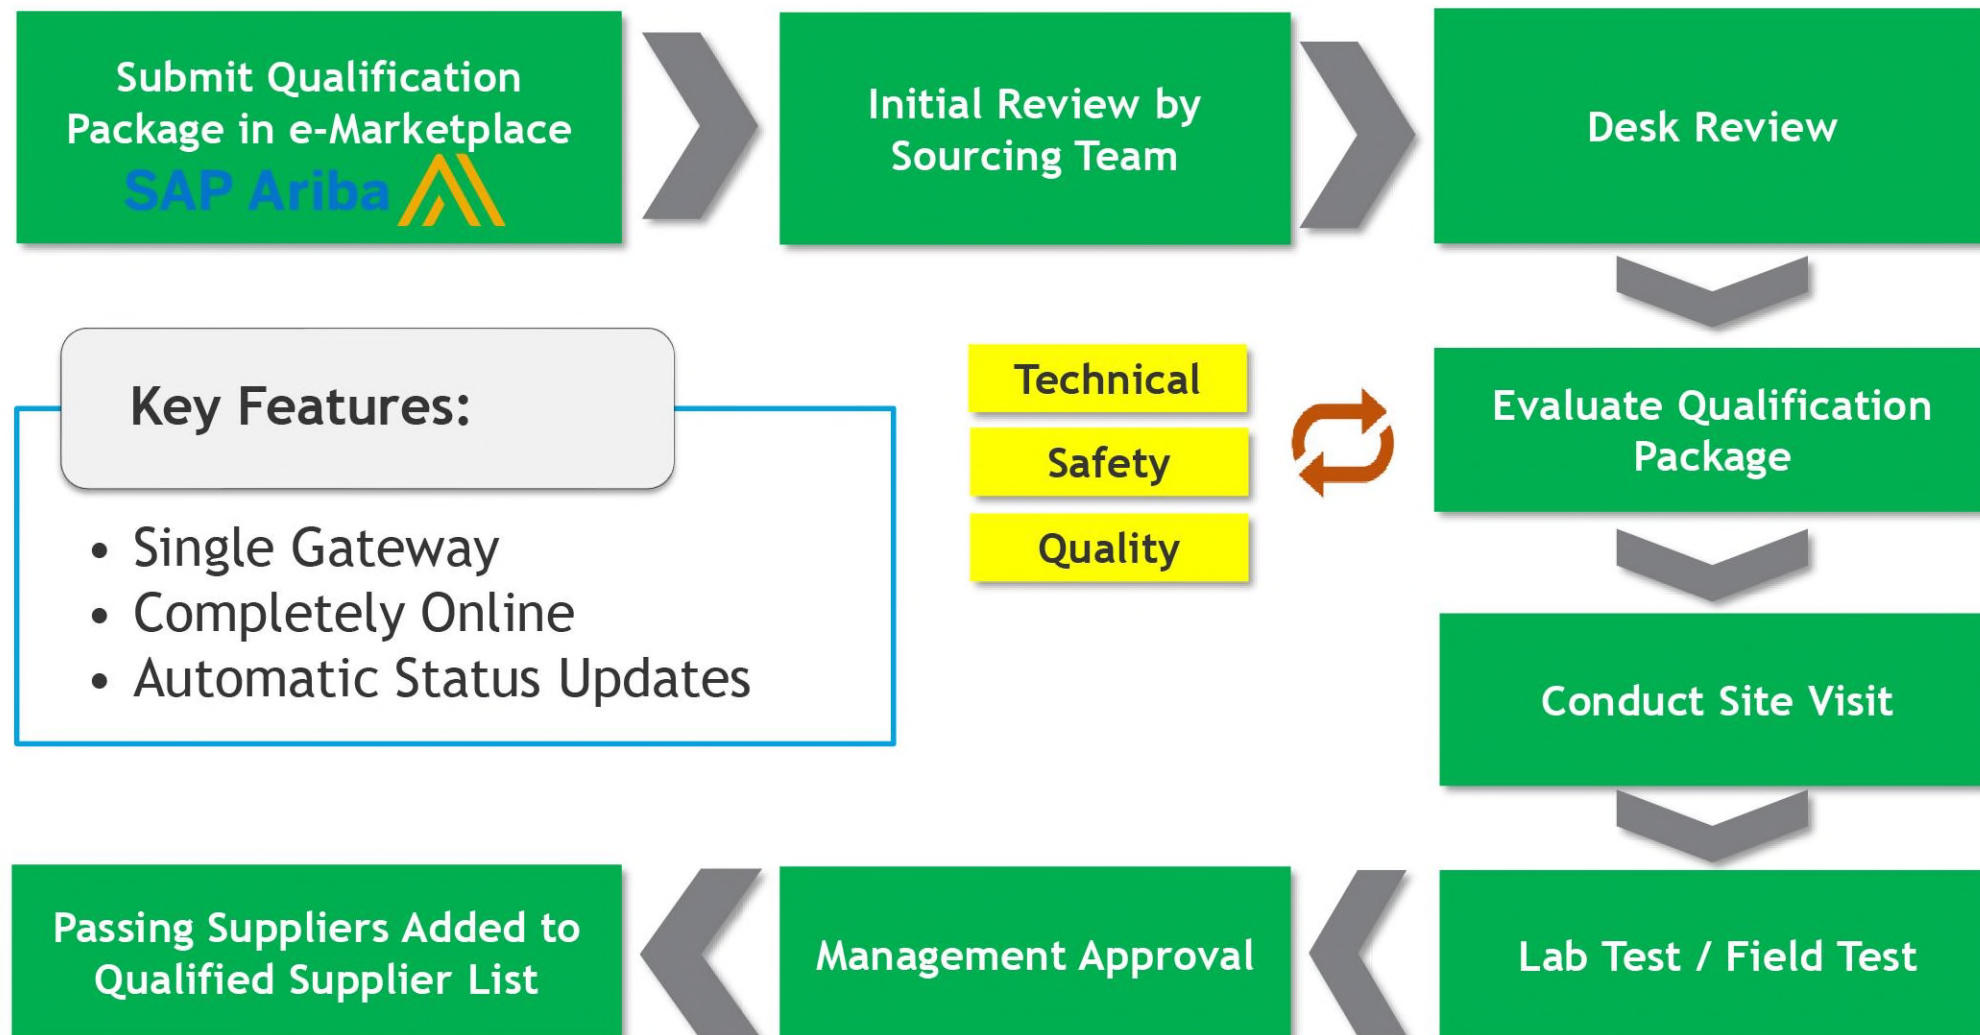 Submit Qualification
Package in e-Marketplace
SAP Ariba
Initial Review by
Sourcing Team
Desk Review
Key Features:
• Single Gateway
• Completely Online
• Automatic Status Updates
Technical
Safety
Quality
Evaluate Qualification
Package
Conduct Site Visit
Lab Test / Field Test
Management Approval
Passing Suppliers Added to
Qualified Supplier List